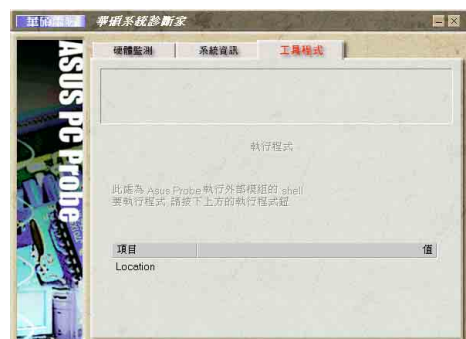 華碩電腦 華碩系統診斷家
硬體監測 系統資訊 工具程式
ASUS PC Probe
執行程式
此處為 Asus Probe 執行外部模組的 shell
要執行程式 請按下上方的執行程式鈕
項目 值
Location